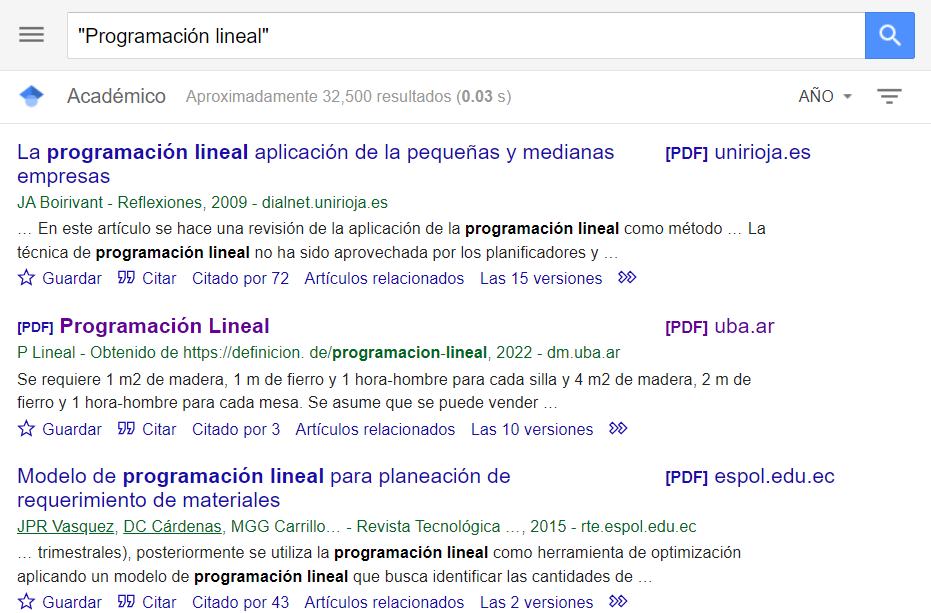 "Programación lineal"
Académico Aproximadamente 32,500 resultados (0.03 s) AÑO
La programación lineal aplicación de la pequeñas y medianas [PDF] unirioja.es
empresas
JA Boirivant - Reflexiones, 2009 - dialnet.unirioja.es
… En este artículo se hace una revisión de la aplicación de la programación lineal como método … La
técnica de programación lineal no ha sido aprovechada por los planificadores y …
Guardar Citar Citado por 72 Artículos relacionados Las 15 versiones
[PDF] Programación Lineal [PDF] uba.ar
P Lineal - Obtenido de https://definicion. de/programacion-lineal, 2022 - dm.uba.ar
Se requiere 1 m2 de madera, 1 m de fierro y 1 hora-hombre para cada silla y 4 m2 de madera, 2 m de
fierro y 1 hora-hombre para cada mesa. Se asume que se puede vender …
Guardar Citar Citado por 3 Artículos relacionados Las 10 versiones
Modelo de programación lineal para planeación de [PDF] espol.edu.ec
requerimiento de materiales
JPR Vasquez, DC Cárdenas, MGG Carrillo… - Revista Tecnológica …, 2015 - rte.espol.edu.ec
… trimestrales), posteriormente se utiliza la programación lineal como herramienta de optimización
aplicando un modelo de programación lineal que busca identificar las cantidades de …
Guardar Citar Citado por 43 Artículos relacionados Las 2 versiones